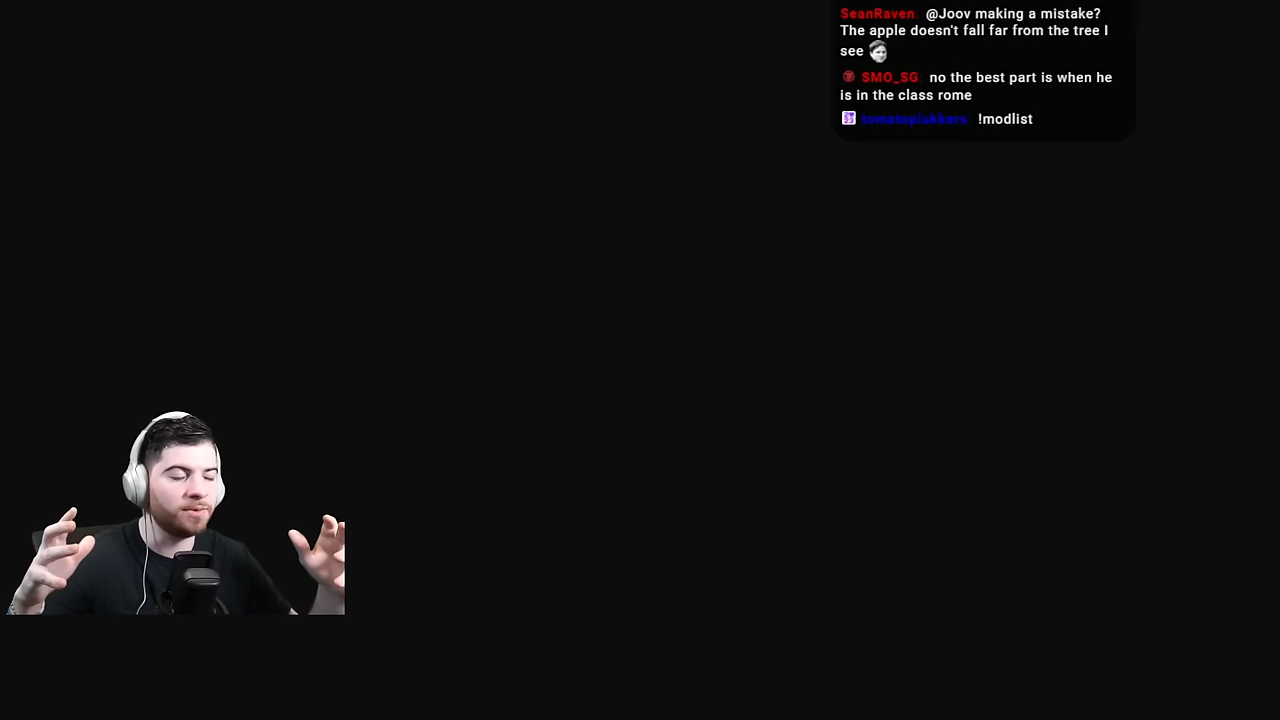 SeanRaven: @Joov making a mistake?
The apple doesn't fall far from the tree I
see
SMO_SG: no the best part is when he
is in the class rome
tomatoplukkers: !modlist